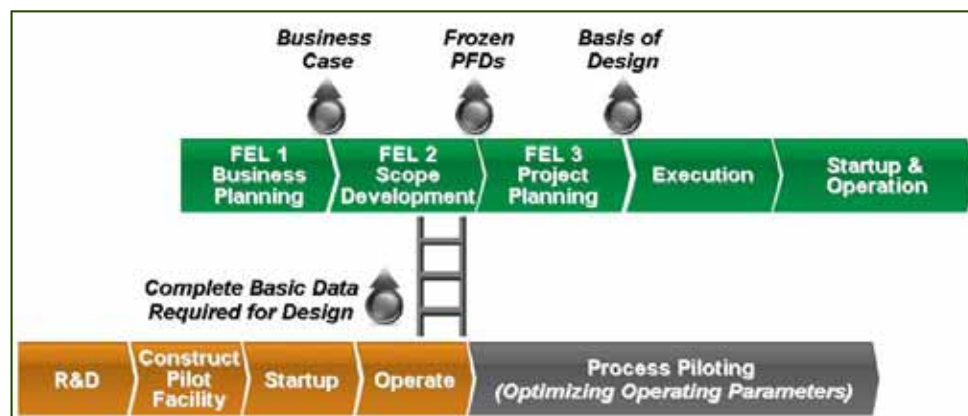 Business
Case
Frozen
PFDs
Basis of
Design
FEL 1
Business
Planning
FEL 2
Scope
Development
FEL 3
Project
Planning
Execution
Startup &
Operation
Complete Basic Data
Required for Design
R&D
Construct
Pilot
Facility
Startup
Operate
Process Piloting
(Optimizing Operating Parameters)